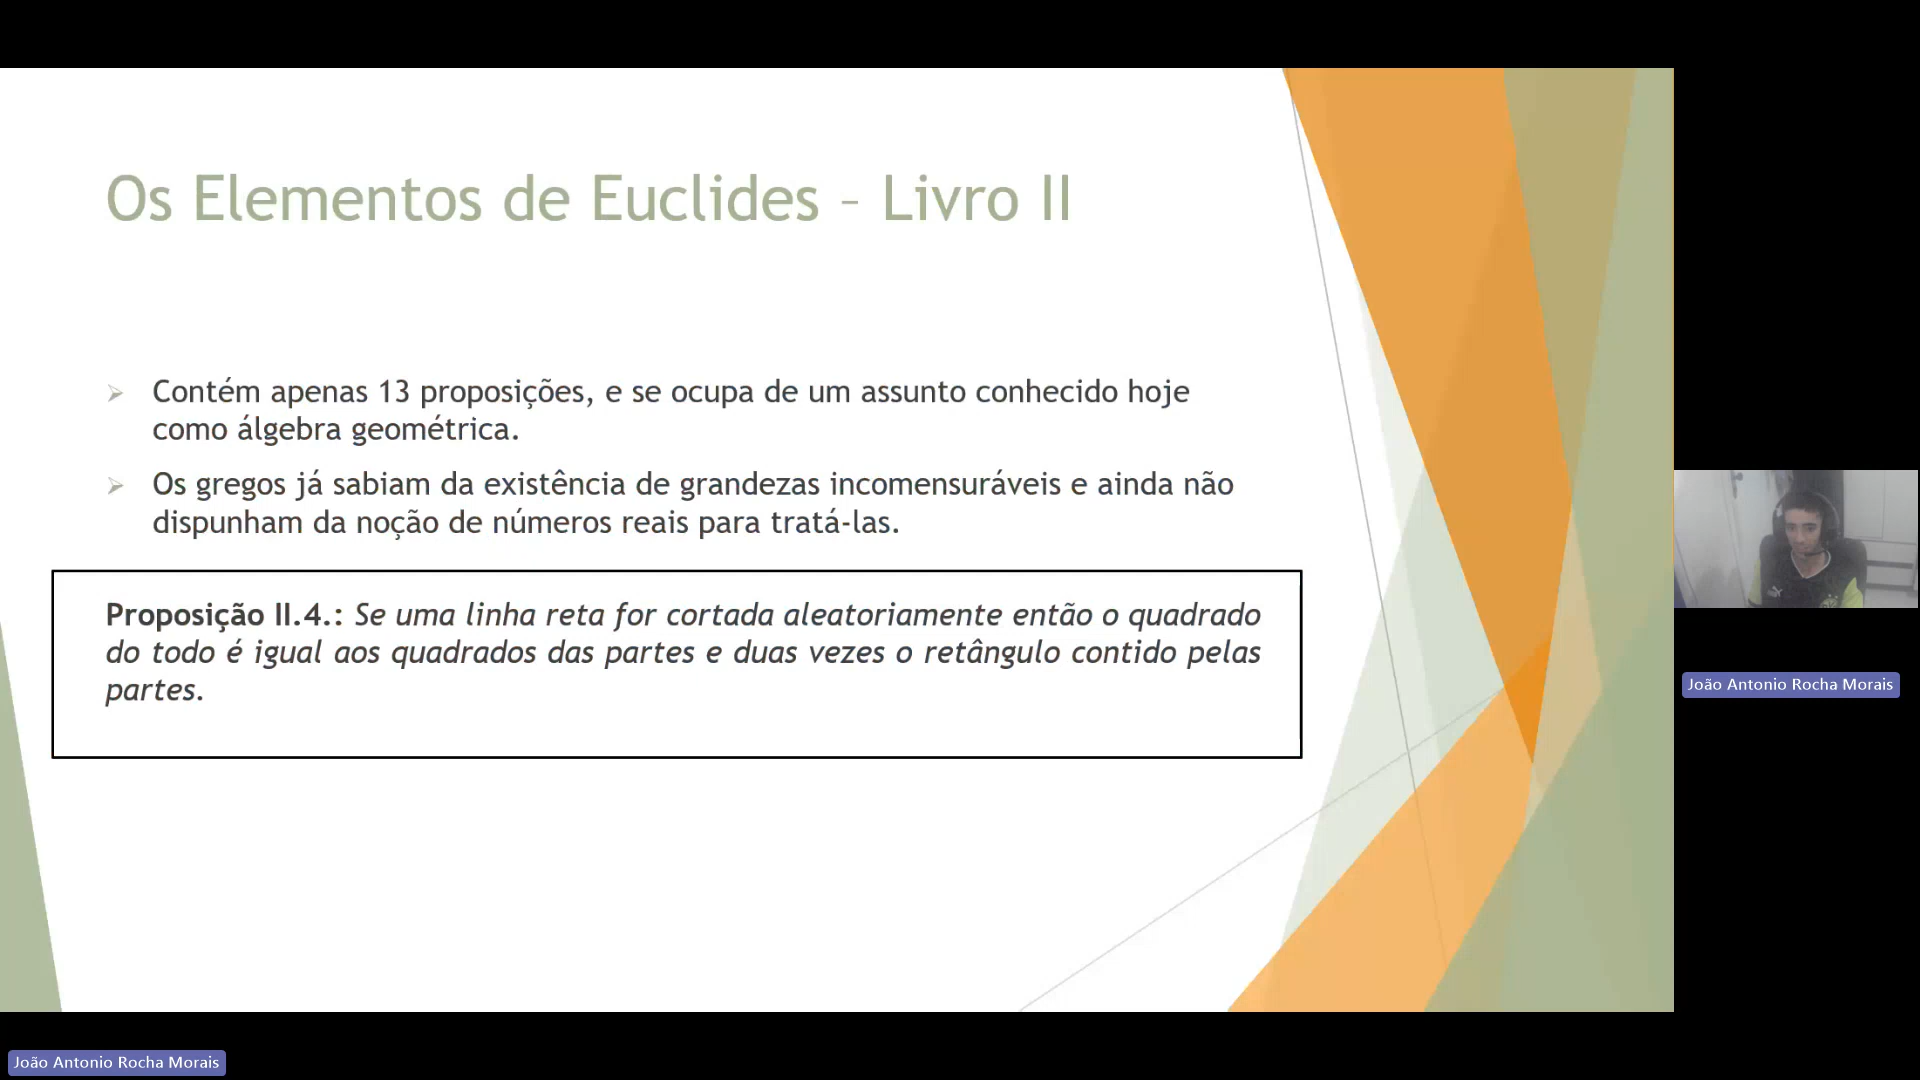 Os Elementos de Euclides – Livro II
Contém apenas 13 proposições, e se ocupa de um assunto conhecido hoje
como álgebra geométrica.
Os gregos já sabiam da existência de grandezas incomensuráveis e ainda não
dispunham da noção de números reais para tratá-las.
Proposição II.4.: Se uma linha reta for cortada aleatoriamente então o quadrado
do todo é igual aos quadrados das partes e duas vezes o retângulo contido pelas
partes.
João Antonio Rocha Morais
João Antonio Rocha Morais